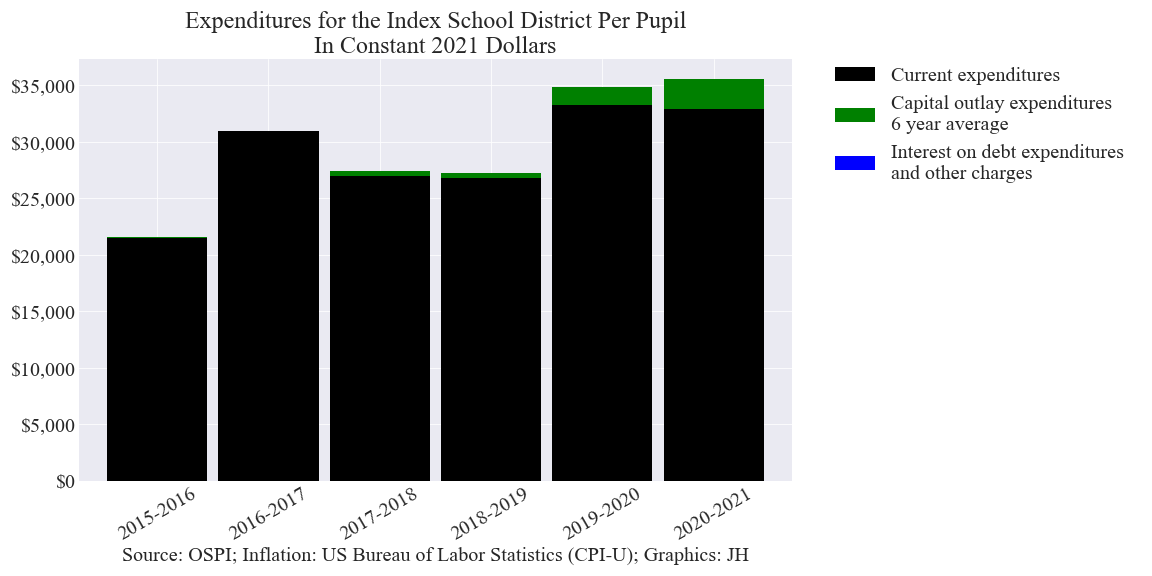 Expenditures for the Index School District Per Pupil
In Constant 2021 Dollars
$35,000
$30,000
$25,000
$20,000
$15,000
$10,000
$5,000
$0
2015-2016
2016-2017
2017-2018
2018-2019
2019-2020
2020-2021
Source: OSPI; Inflation: US Bureau of Labor Statistics (CPI-U); Graphics: JH
Current expenditures
Capital outlay expenditures
6 year average
Interest on debt expenditures
and other charges